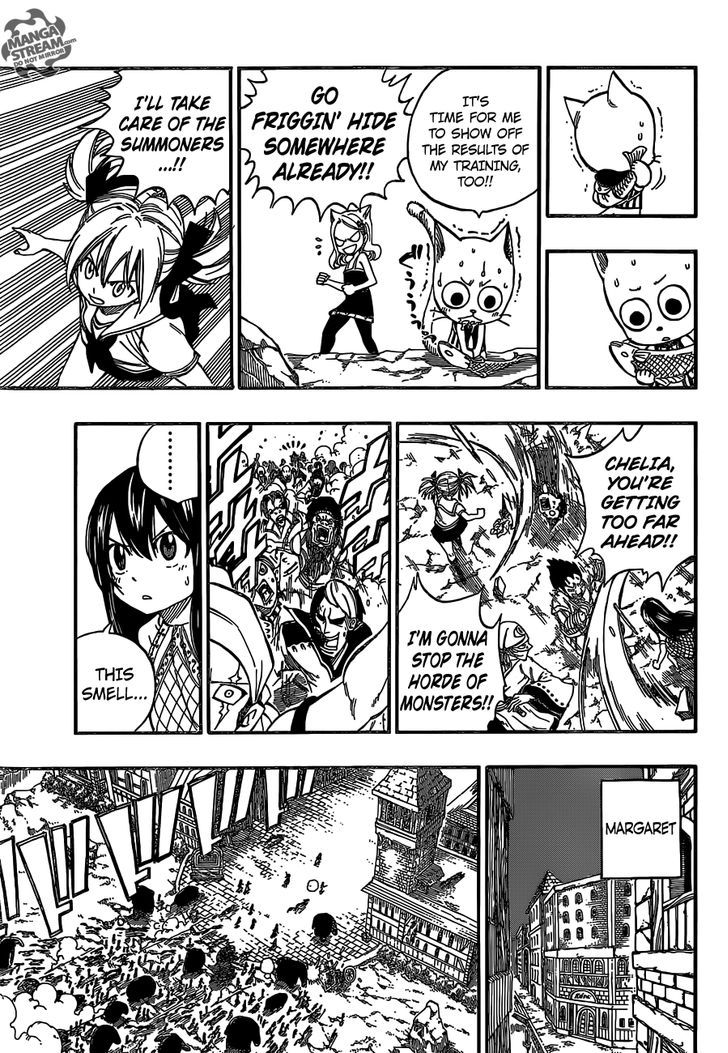 MANGA
STREAM.com
DO NOT MIRROR
IT'S
TIME FOR ME
TO SHOW OFF
THE RESULTS OF
MY TRAINING,
TOO!!
GO
FRIGGIN' HIDE
SOMEWHERE
ALREADY!!
I'LL TAKE
CARE OF THE
SUMMONERS
...!!
CHELIA,
YOU'RE
GETTING
TOO FAR
AHEAD!!
I'M GONNA
STOP THE
HORDE OF
MONSTERS!!
.......
THIS
SMELL...
MARGARET